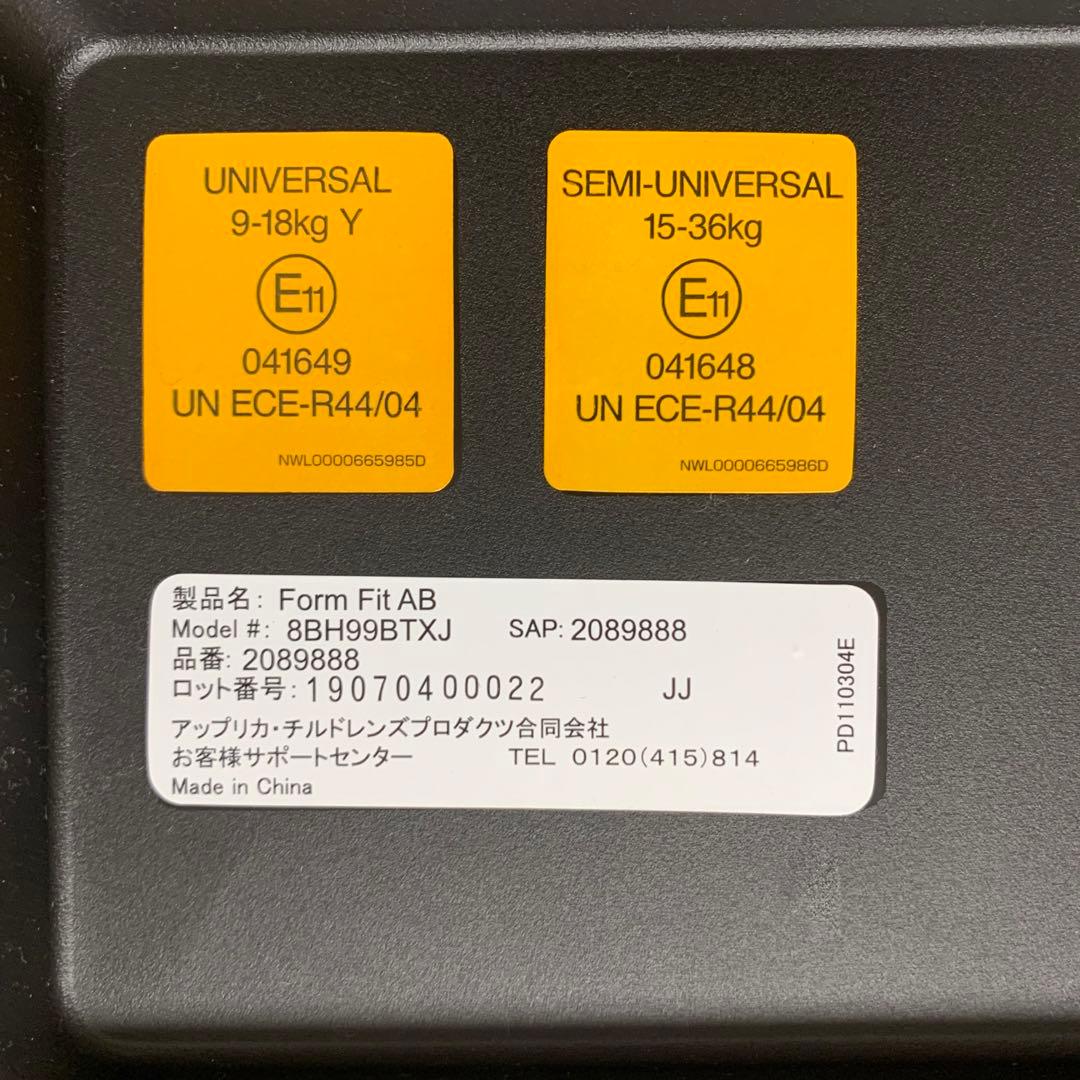 UNIVERSAL
9-18kg Y
E11
041649
UN ECE-R44/04
NWL0000665985D
SEMI-UNIVERSAL
15-36kg
E11
041648
UN ECE-R44/04
NWL0000665986D
製品名: Form Fit AB
Model #: 8BH99BTXJ SAP: 2089888
品番: 2089888
ロット番号: 19070400022 JJ
アップリカ・チルドレンズプロダクツ合同会社
お客様サポートセンター TEL 0120(415)814
Made in China
PD110304E